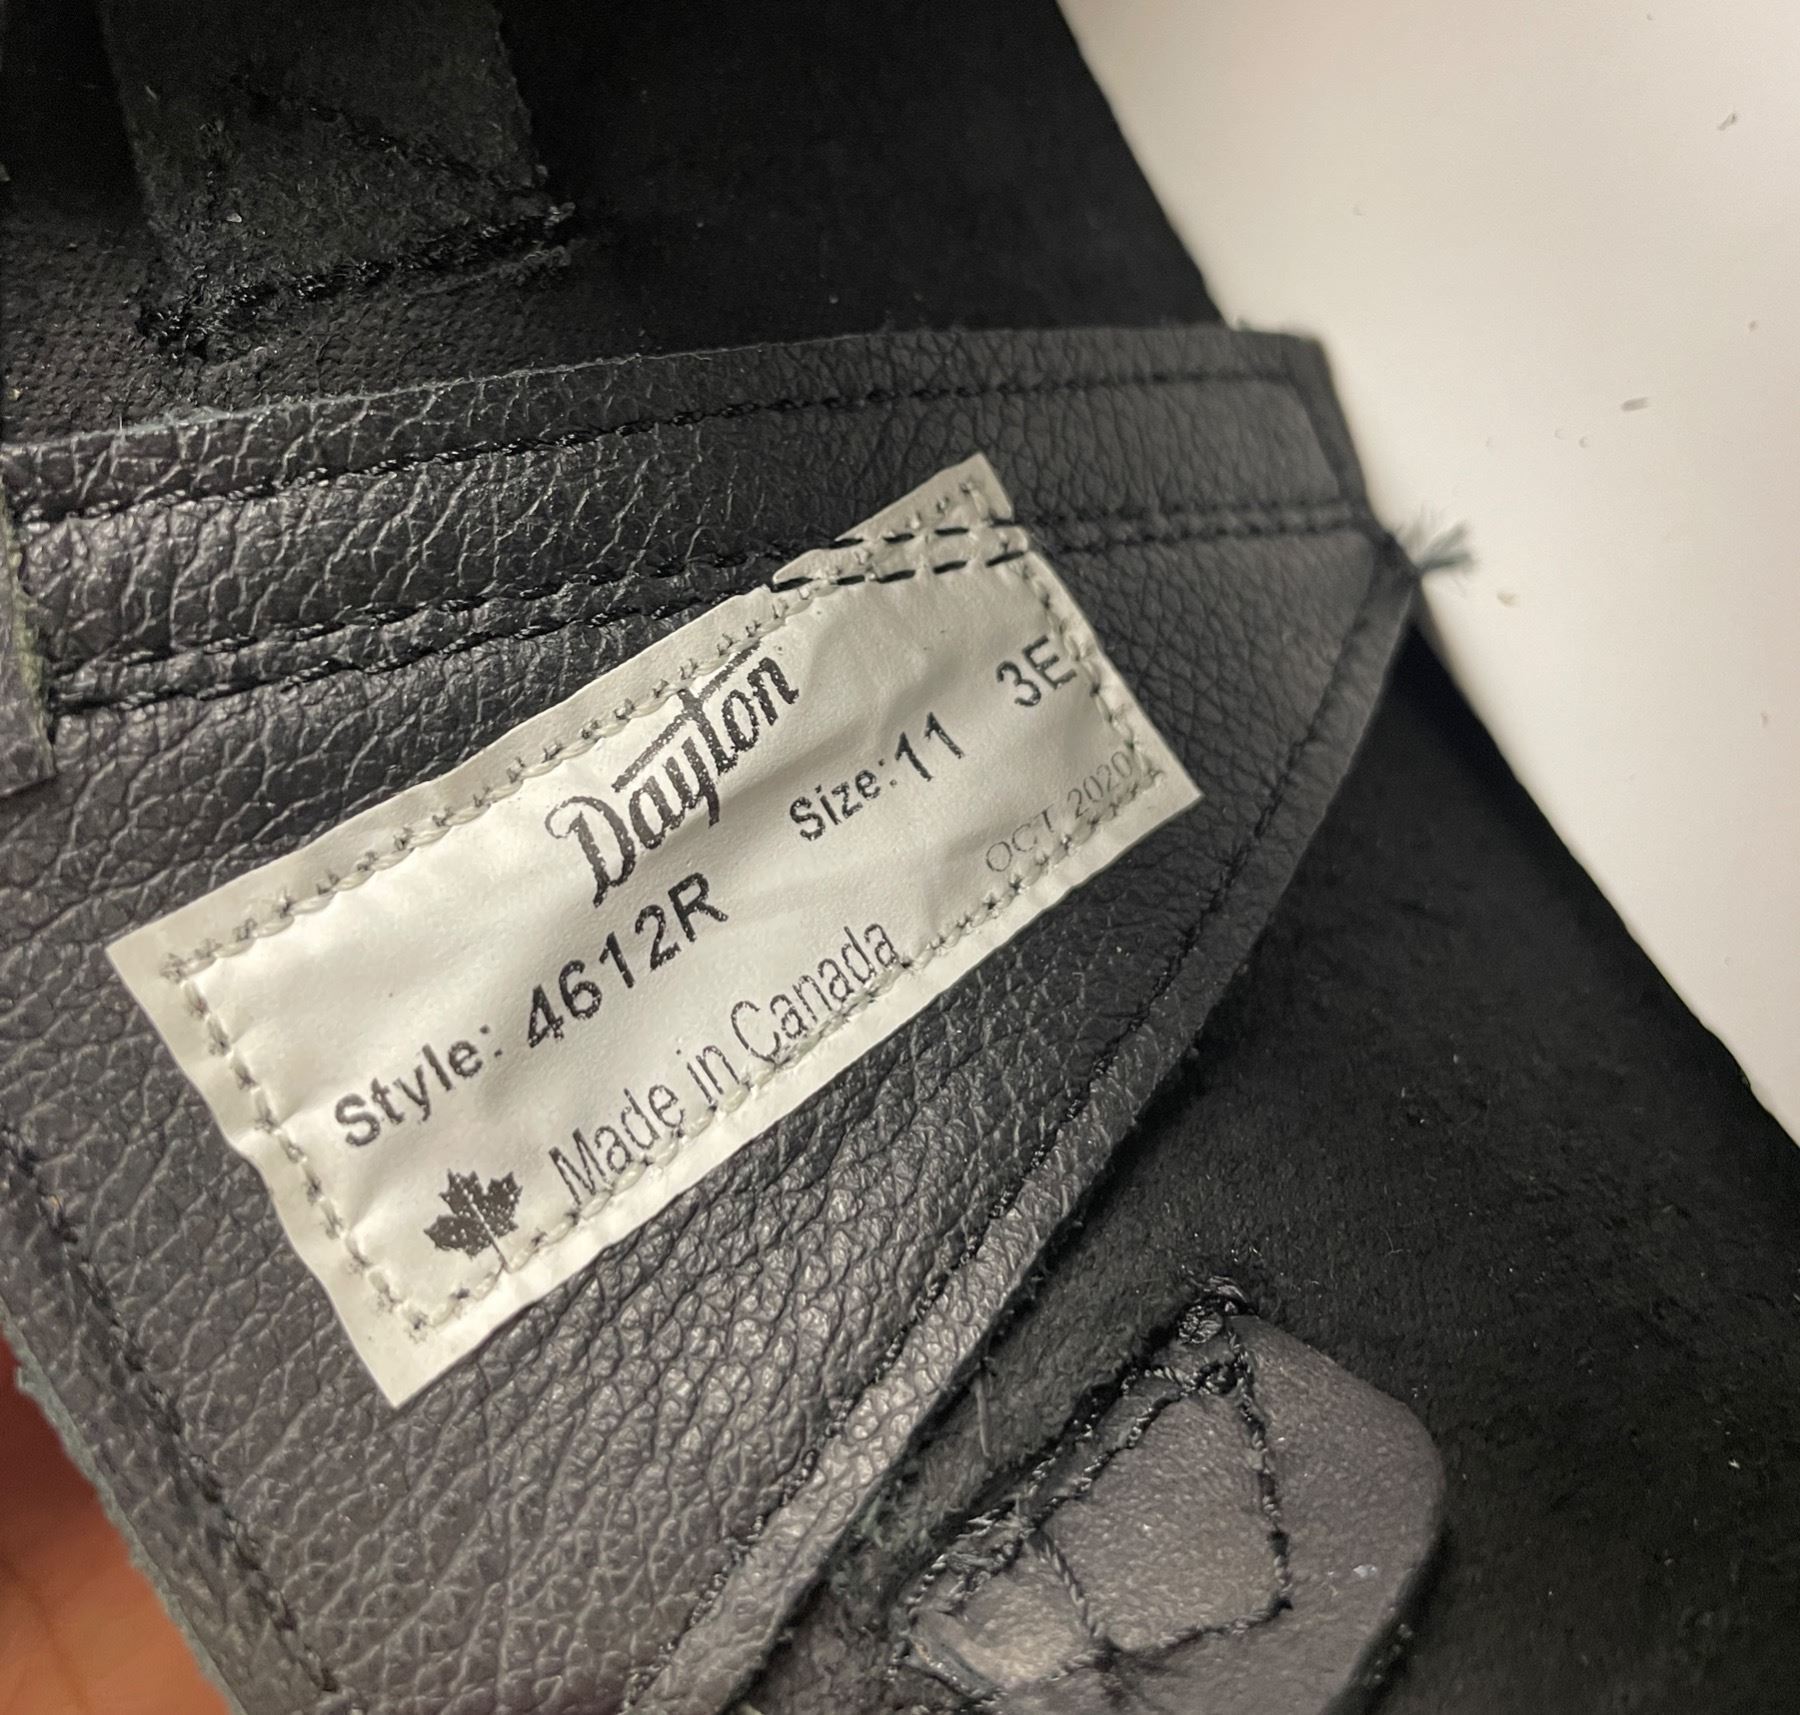 Dayton
Style: 4612R Size: 11 3E
Made in Canada OCT 2020